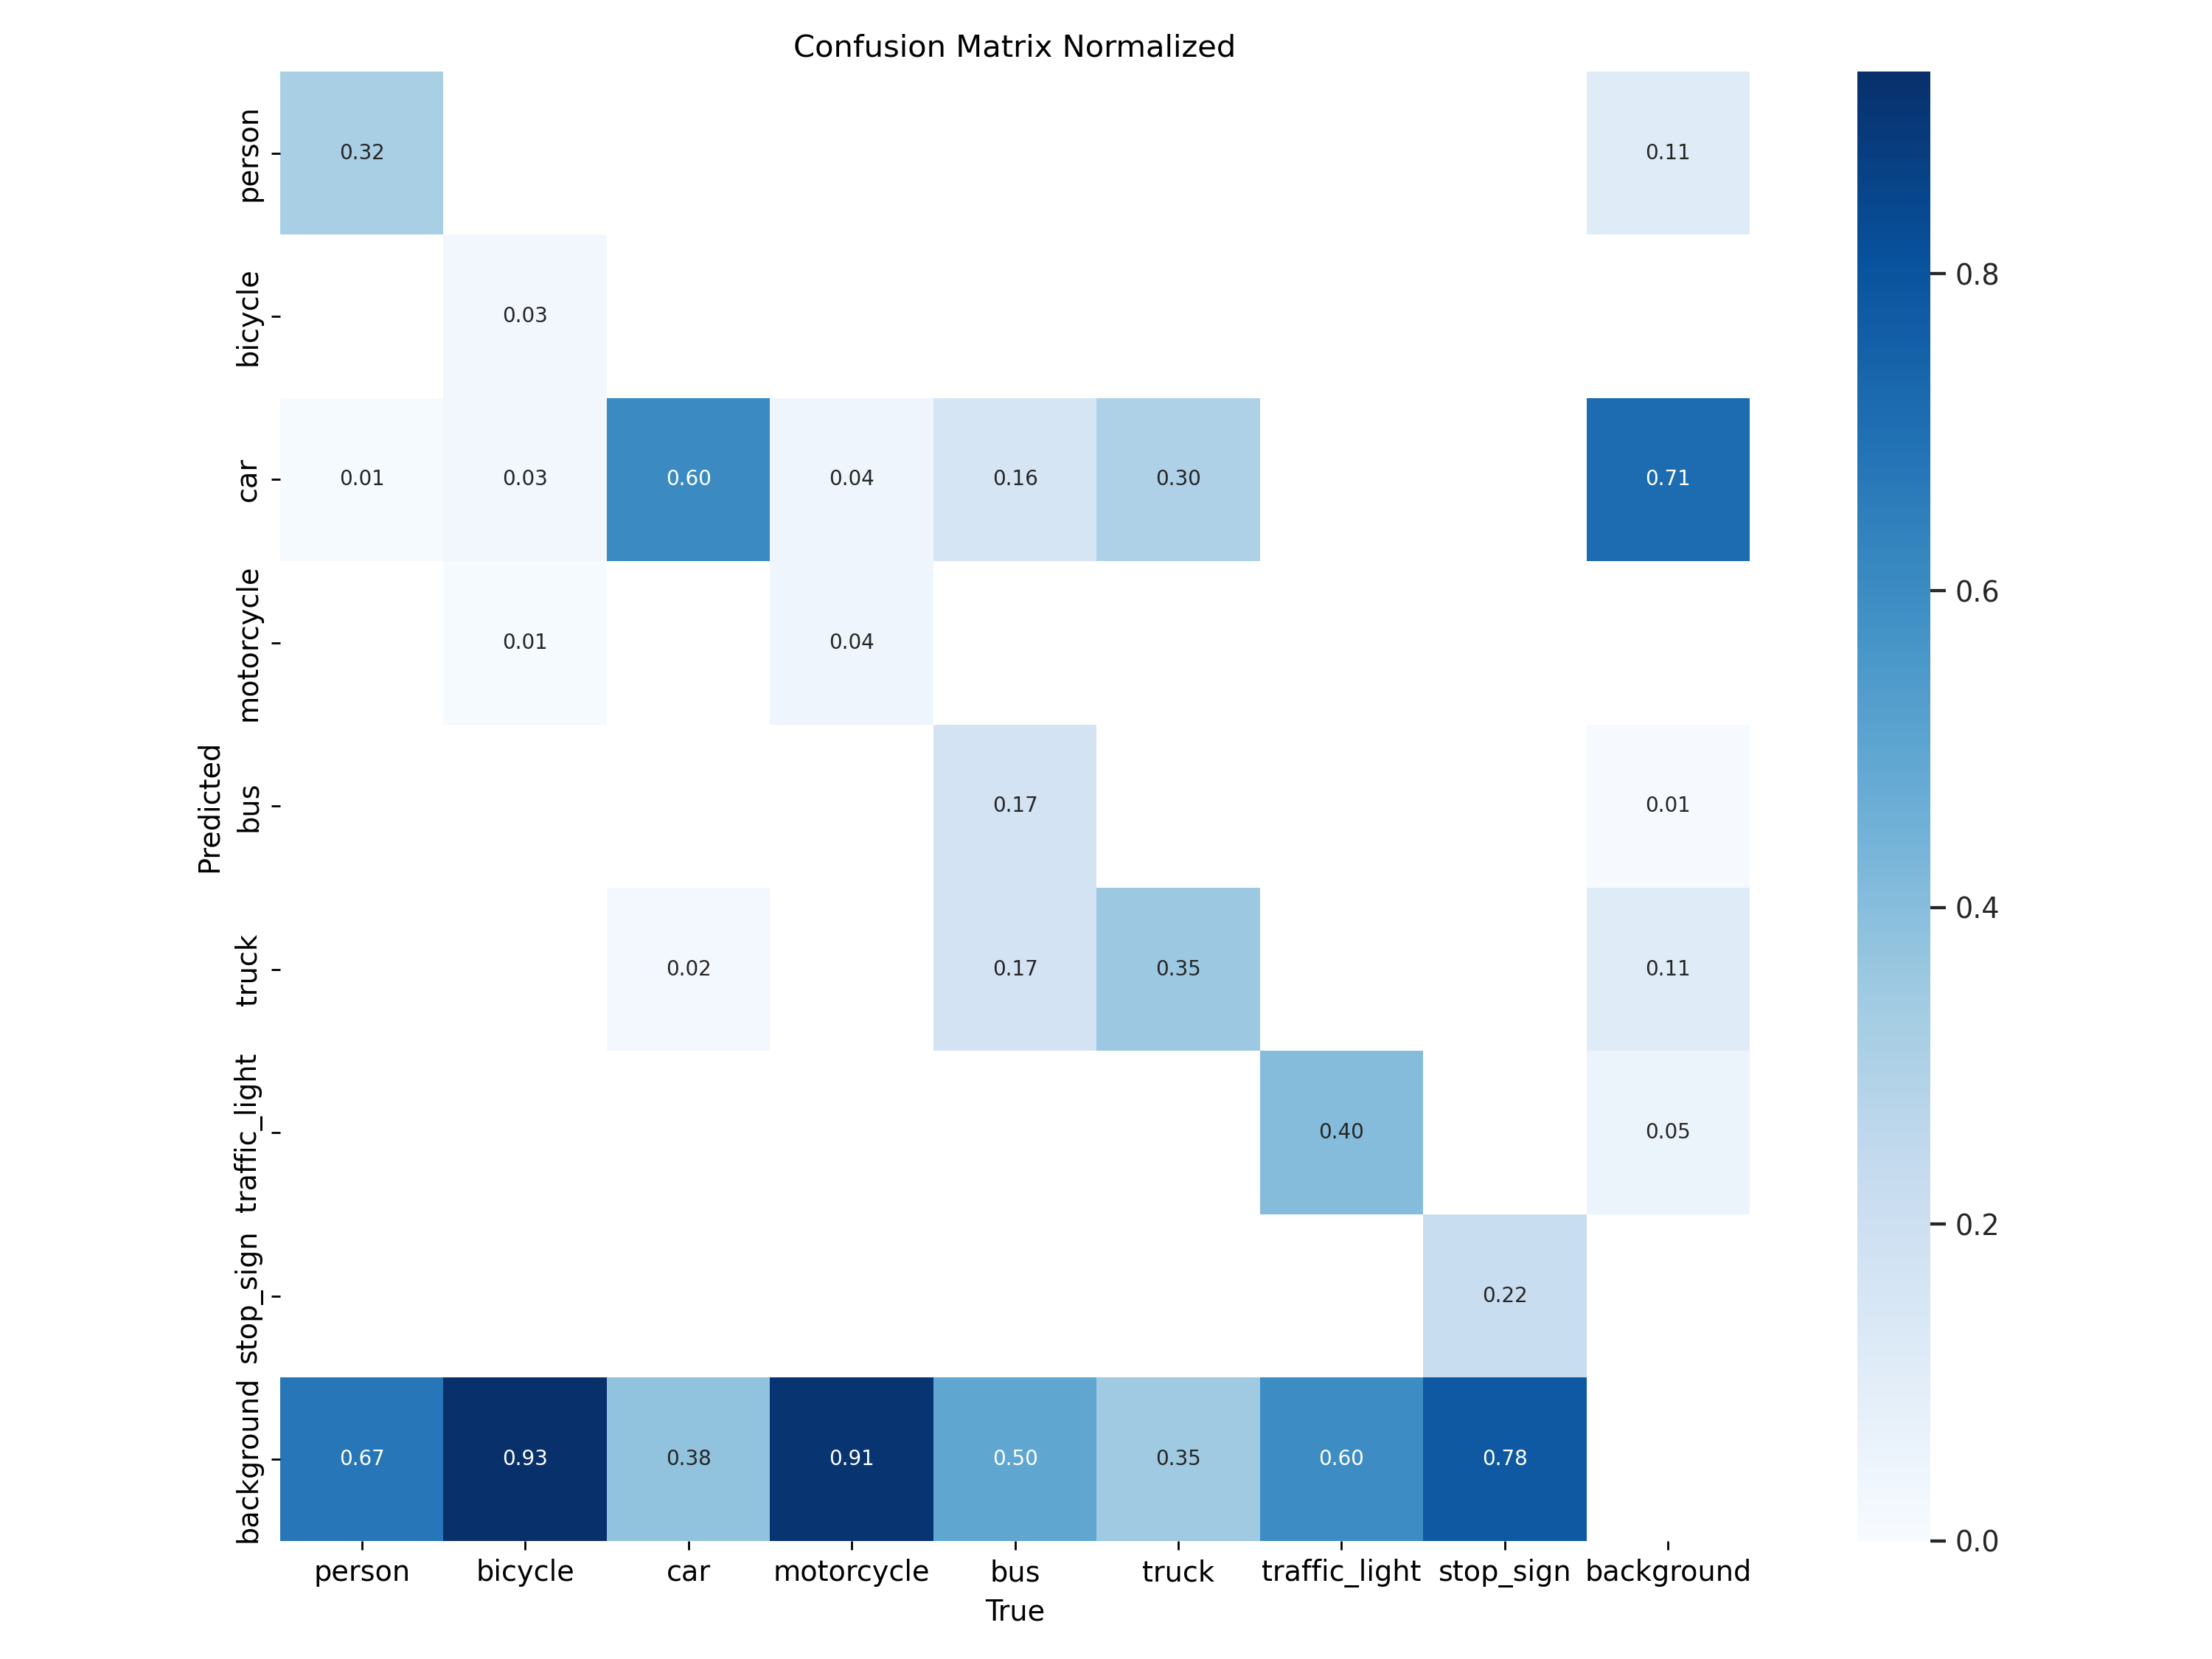 Confusion Matrix Normalized
person 0.32 0.11
bicycle 0.03
car 0.01 0.03 0.60 0.04 0.16 0.30 0.71
motorcycle 0.01 0.04
bus 0.17 0.01
truck 0.02 0.17 0.35 0.11
traffic_light 0.40 0.05
stop_sign 0.22
background 0.67 0.93 0.38 0.91 0.50 0.35 0.60 0.78
Predicted
person bicycle car motorcycle bus truck traffic_light stop_sign background
True
0.8
0.6
0.4
0.2
0.0